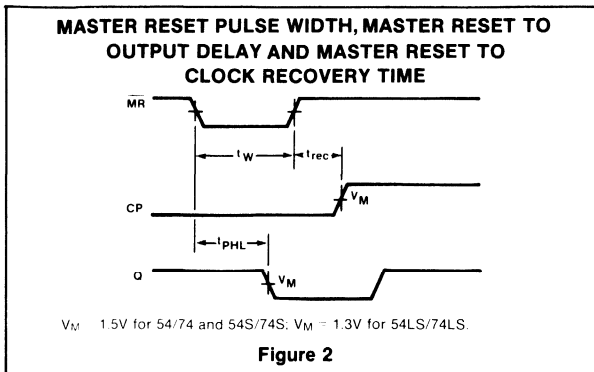 MASTER RESET PULSE WIDTH, MASTER RESET TO
OUTPUT DELAY AND MASTER RESET TO
CLOCK RECOVERY TIME
MR
tW
trec
CP
VM
tPHL
Q
VM
VM 1.5V for 54/74 and 54S/74S; VM = 1.3V for 54LS/74LS.
Figure 2